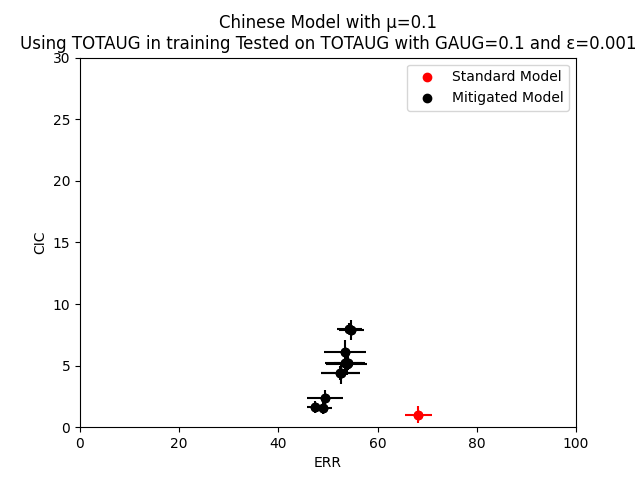 Chinese Model with μ=0.1
Using TOTAUG in training Tested on TOTAUG with GAUG=0.1 and ε=0.001
30
25
20
15
10
5
0
CIC
Standard Model
Mitigated Model
0 20 40 60 80 100
ERR